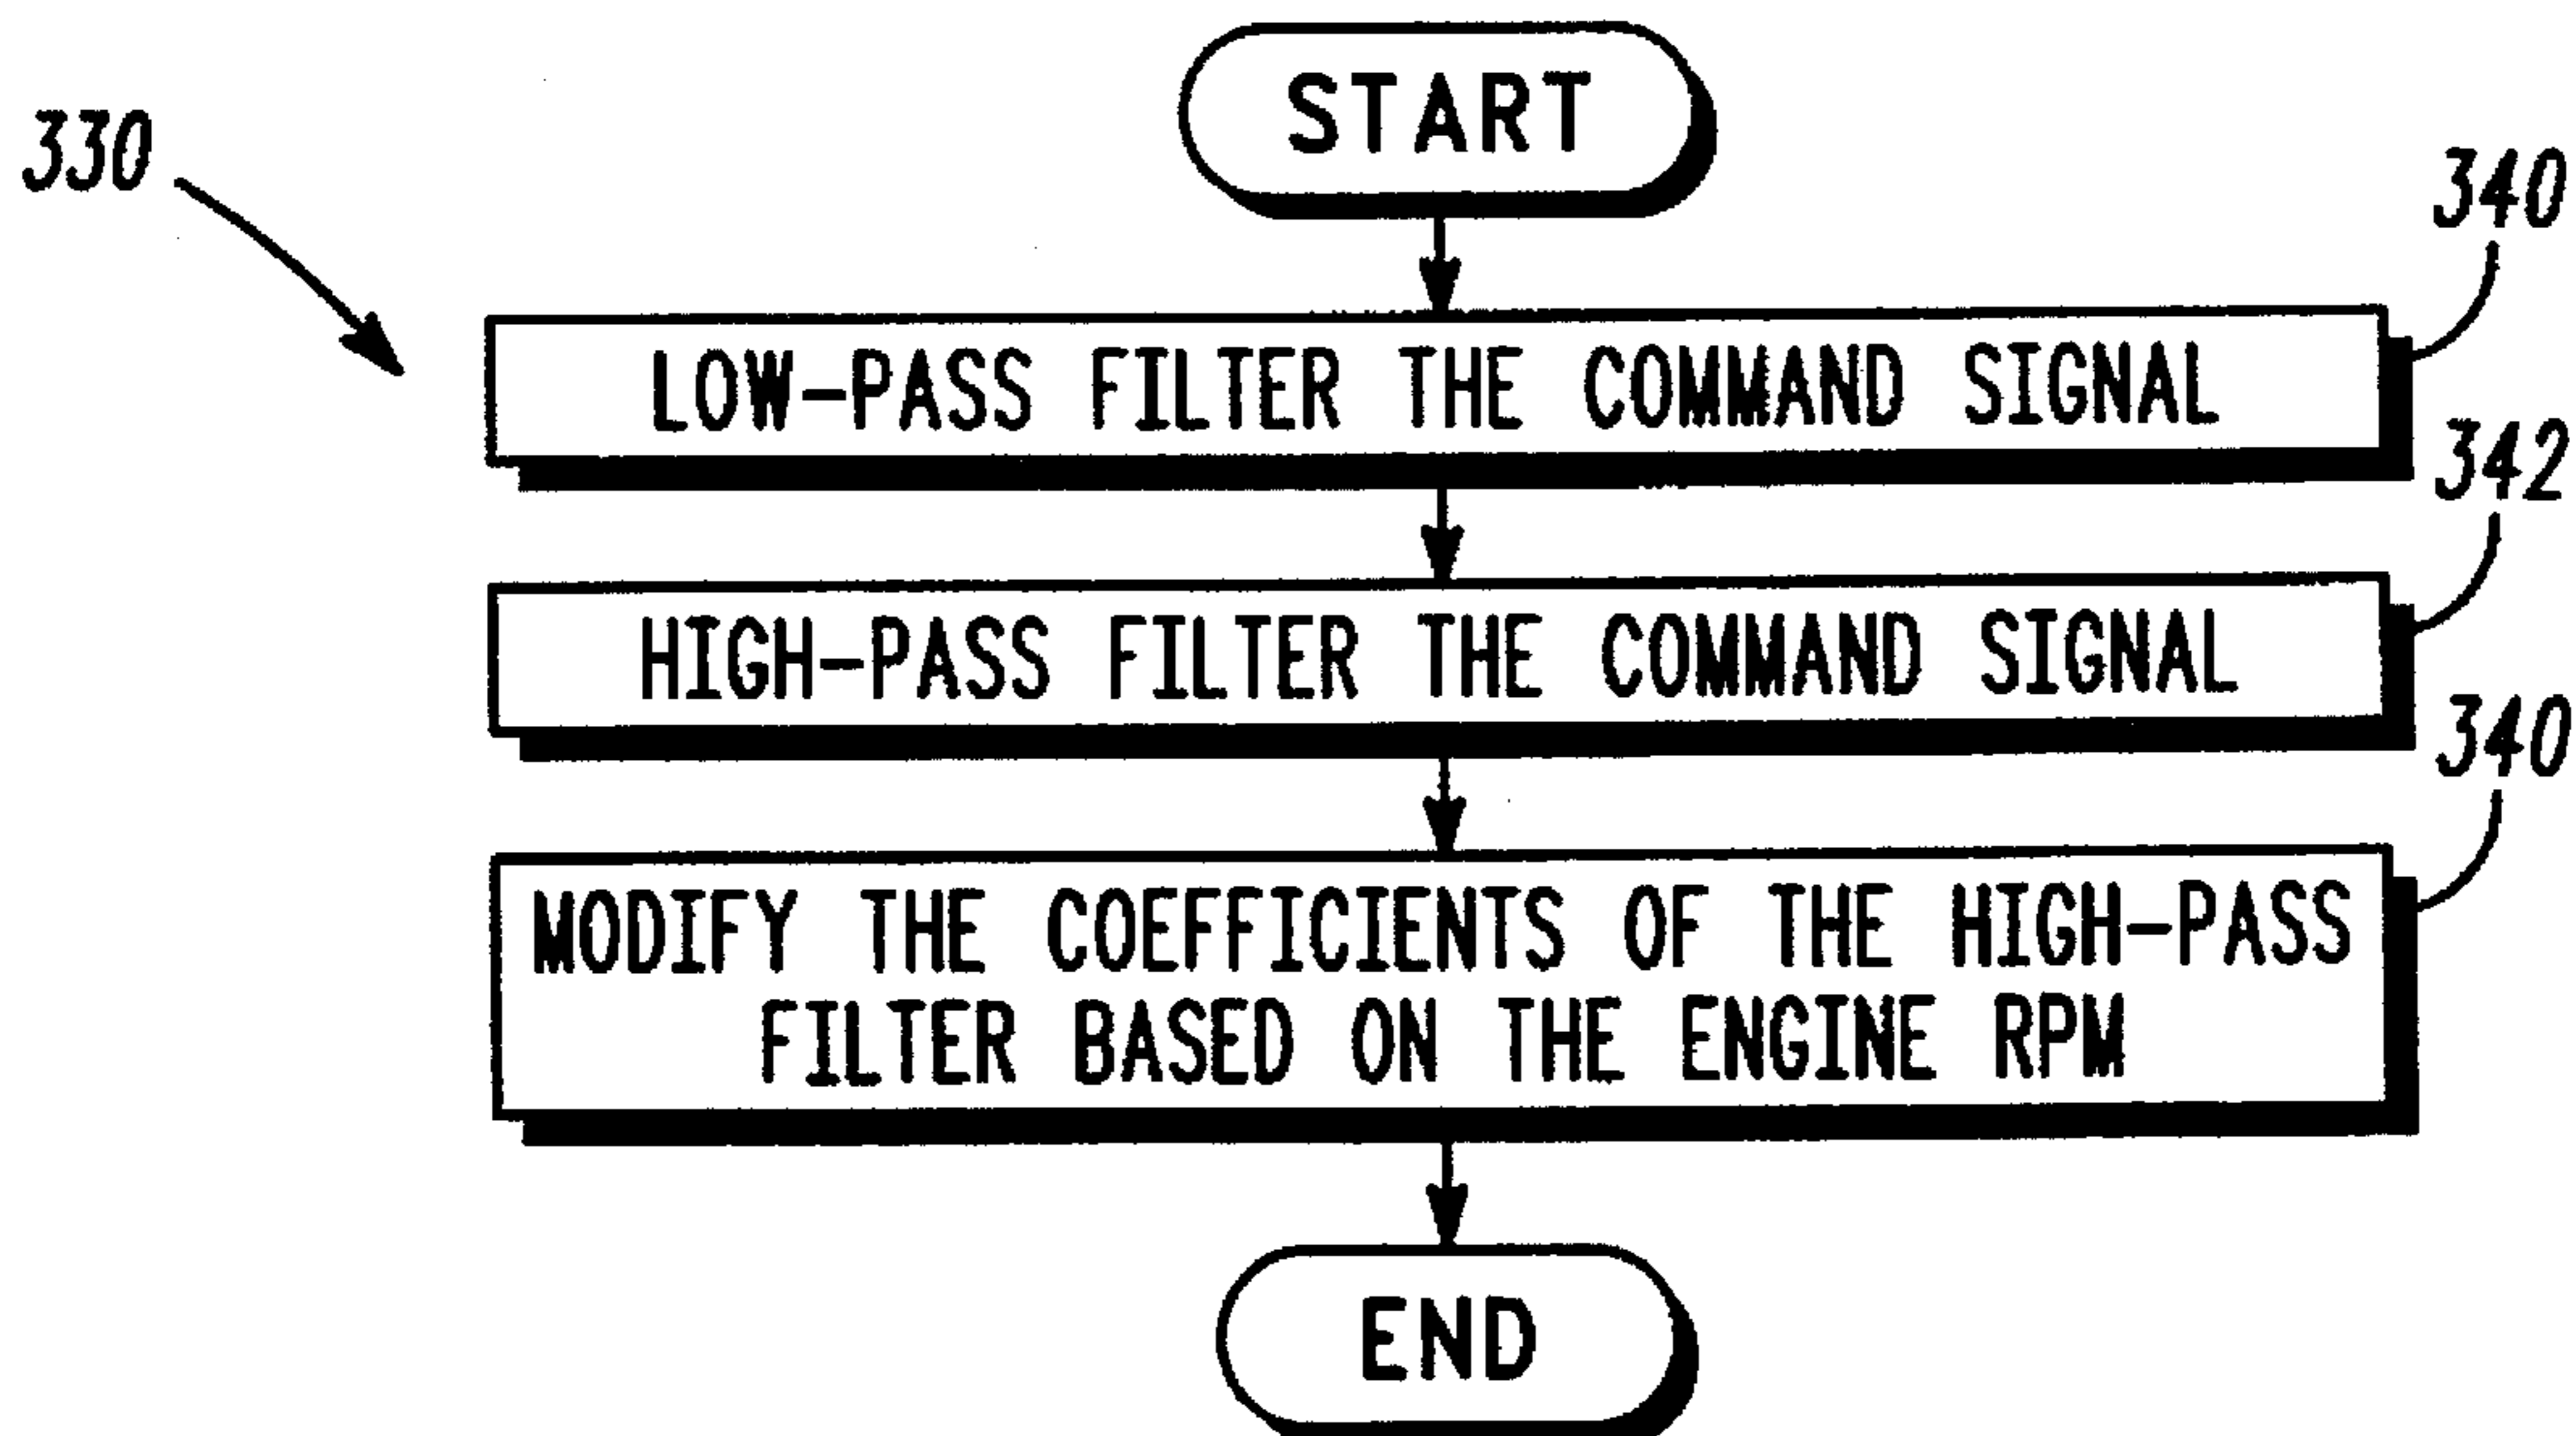 START
330
340
LOW-PASS FILTER THE COMMAND SIGNAL
342
HIGH-PASS FILTER THE COMMAND SIGNAL
340
MODIFY THE COEFFICIENTS OF THE HIGH-PASS
FILTER BASED ON THE ENGINE RPM
END